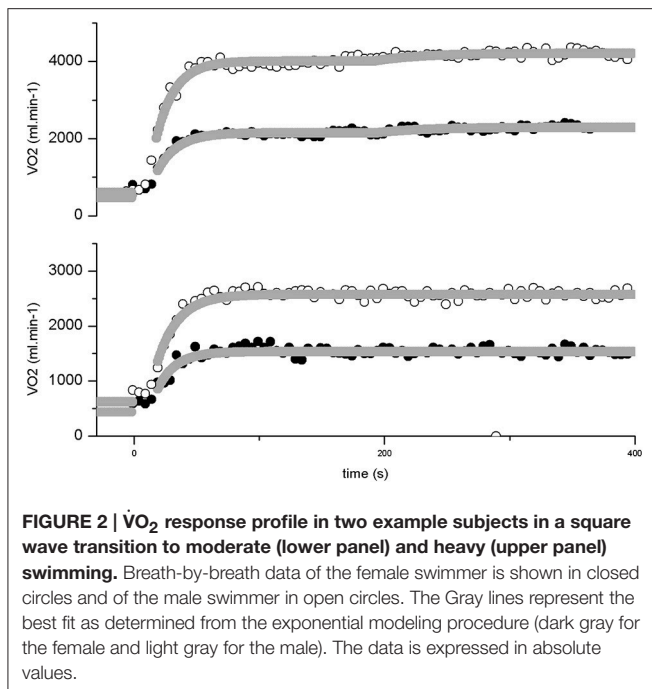 4000
2000
0
VO2 (ml.min-1)
3000
2000
1000
0
VO2 (ml.min-1)
0
200
400
time (s)
FIGURE 2 | V̇O₂ response profile in two example subjects in a square
wave transition to moderate (lower panel) and heavy (upper panel)
swimming. Breath-by-breath data of the female swimmer is shown in closed
circles and of the male swimmer in open circles. The Gray lines represent the
best fit as determined from the exponential modeling procedure (dark gray for
the female and light gray for the male). The data is expressed in absolute
values.